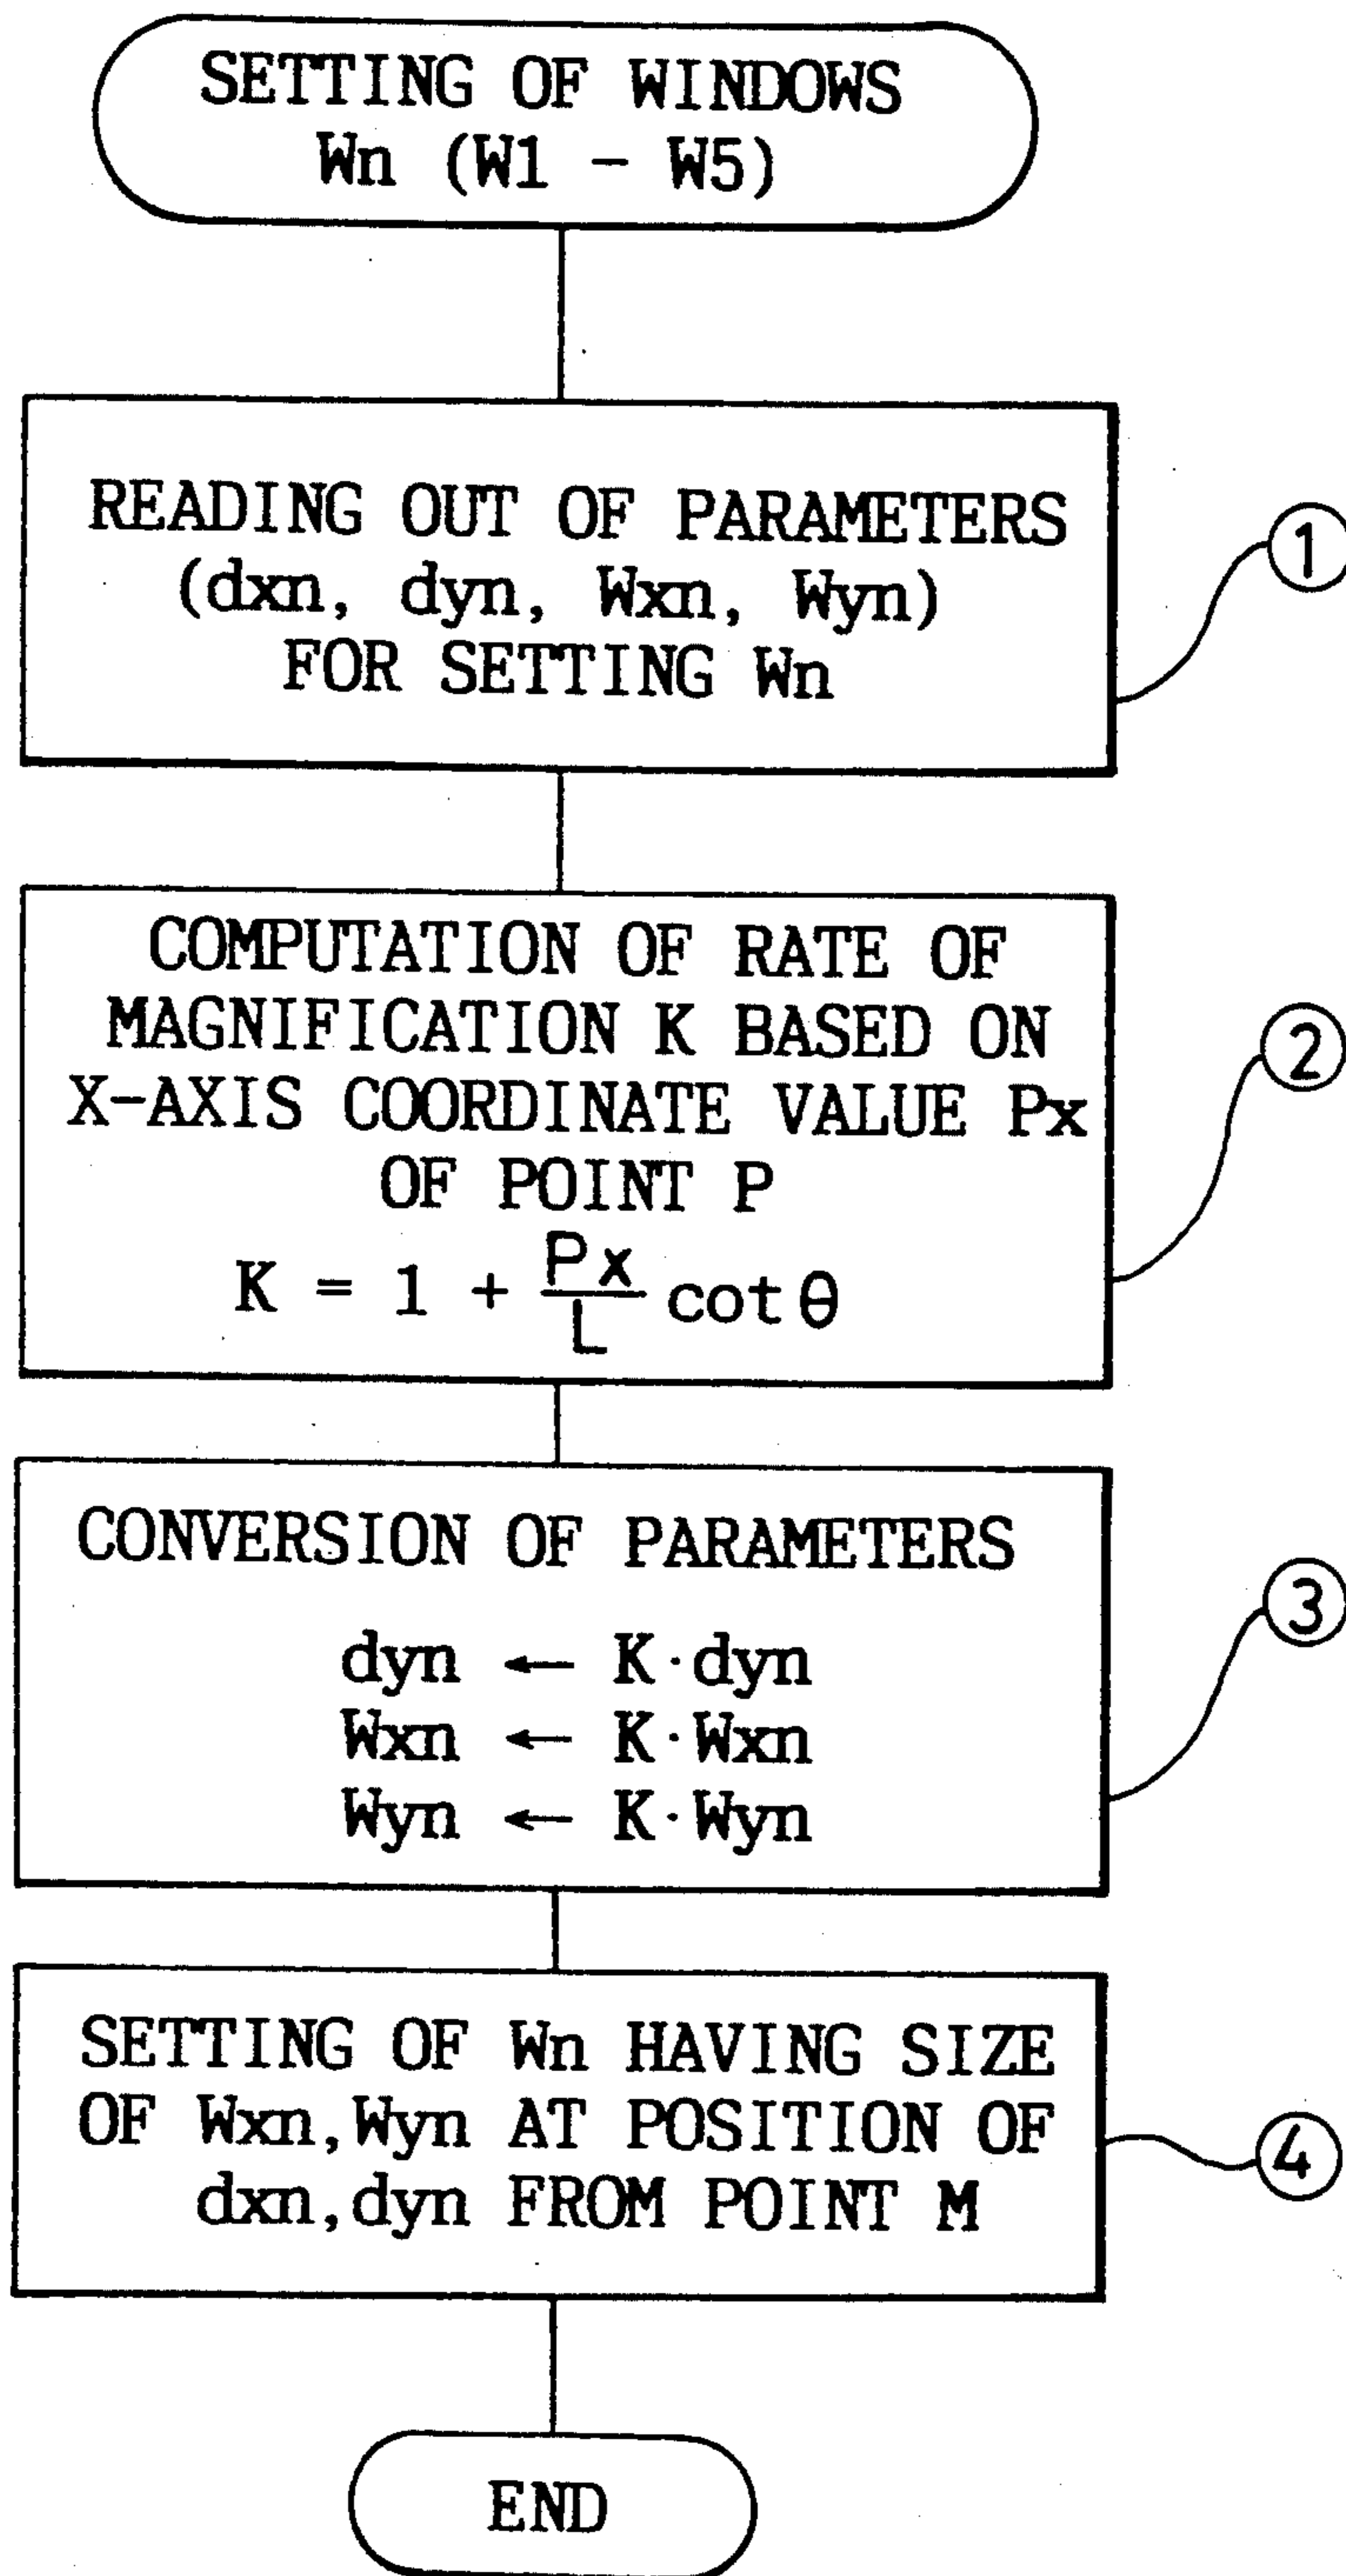 SETTING OF WINDOWS
Wn (W1 - W5)
READING OUT OF PARAMETERS
(dxn, dyn, Wxn, Wyn)
FOR SETTING Wn
①
COMPUTATION OF RATE OF
MAGNIFICATION K BASED ON
X-AXIS COORDINATE VALUE Px
OF POINT P
K = 1 + Px/L cot θ
②
CONVERSION OF PARAMETERS
dyn ← K·dyn
Wxn ← K·Wxn
Wyn ← K·Wyn
③
SETTING OF Wn HAVING SIZE
OF Wxn,Wyn AT POSITION OF
dxn,dyn FROM POINT M
④
END